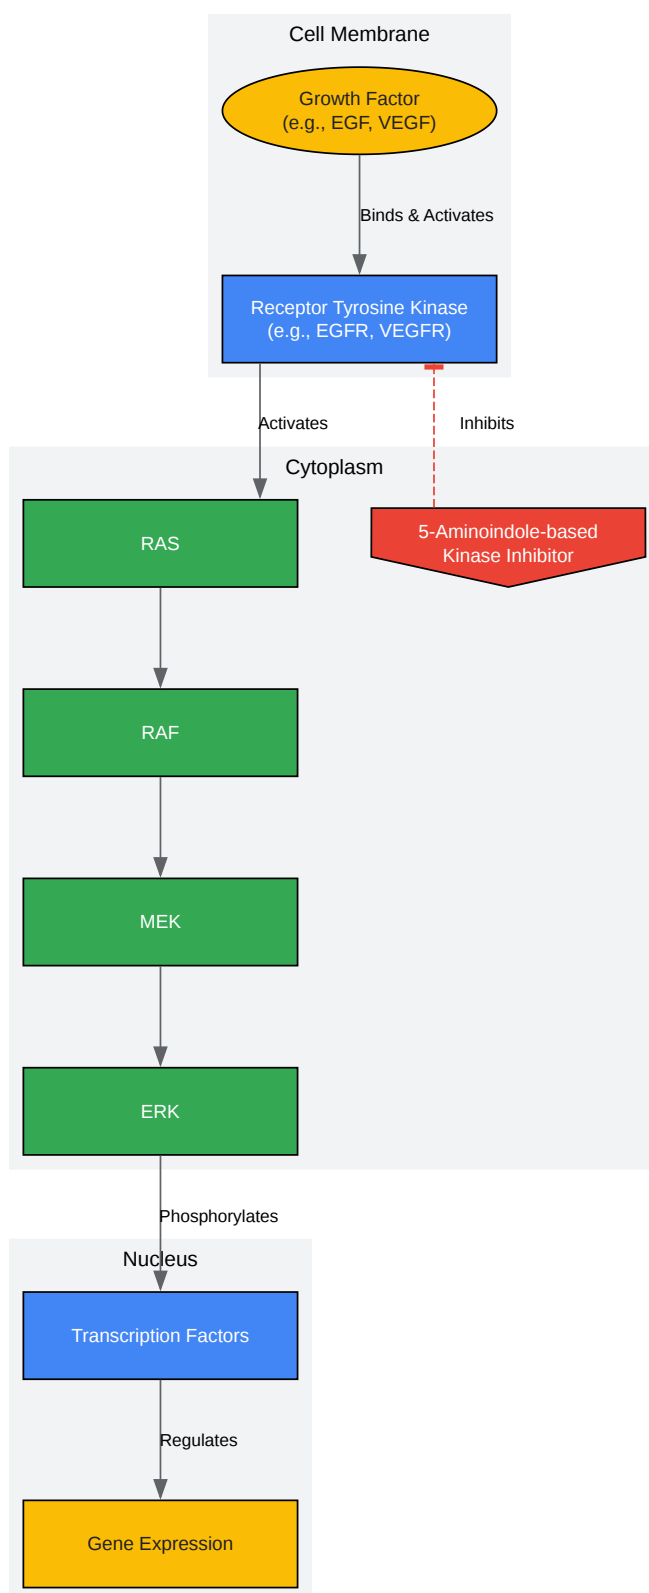 Cell Membrane
Growth Factor
(e.g., EGF, VEGF)
Binds & Activates
Receptor Tyrosine Kinase
(e.g., EGFR, VEGFR)
Activates
Inhibits
Cytoplasm
RAS
5-Aminoindole-based
Kinase Inhibitor
RAF
MEK
ERK
Phosphorylates
Nucleus
Transcription Factors
Regulates
Gene Expression